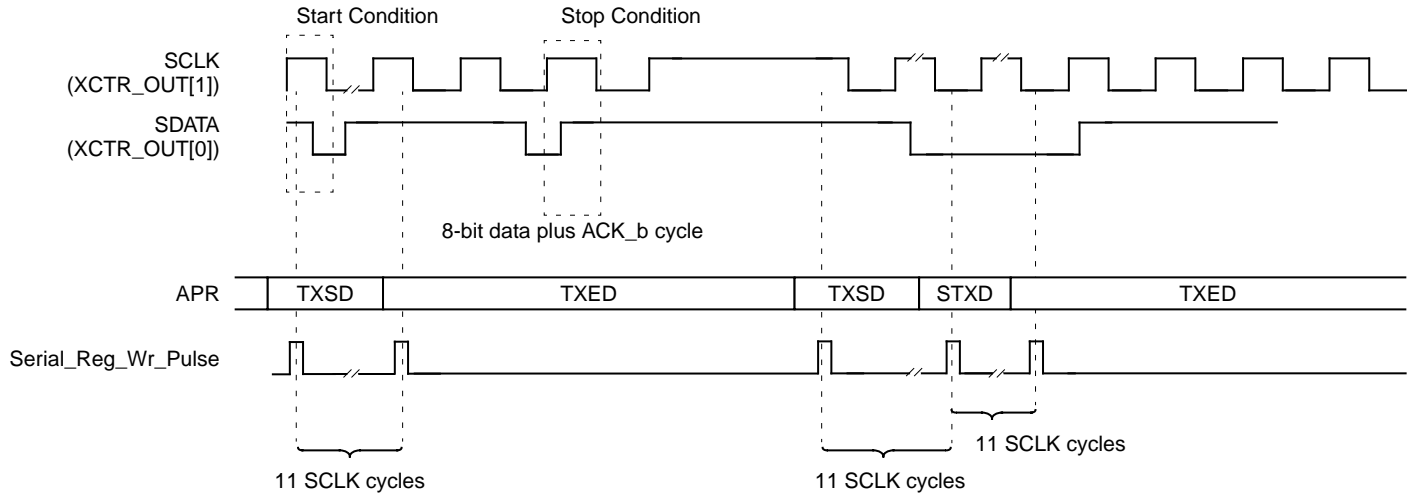 Start Condition
Stop Condition
SCLK
(XCTR_OUT[1])
SDATA
(XCTR_OUT[0])
8-bit data plus ACK_b cycle
APR
TXSD
TXED
TXSD
STXD
TXED
Serial_Reg_Wr_Pulse
11 SCLK cycles
11 SCLK cycles
11 SCLK cycles